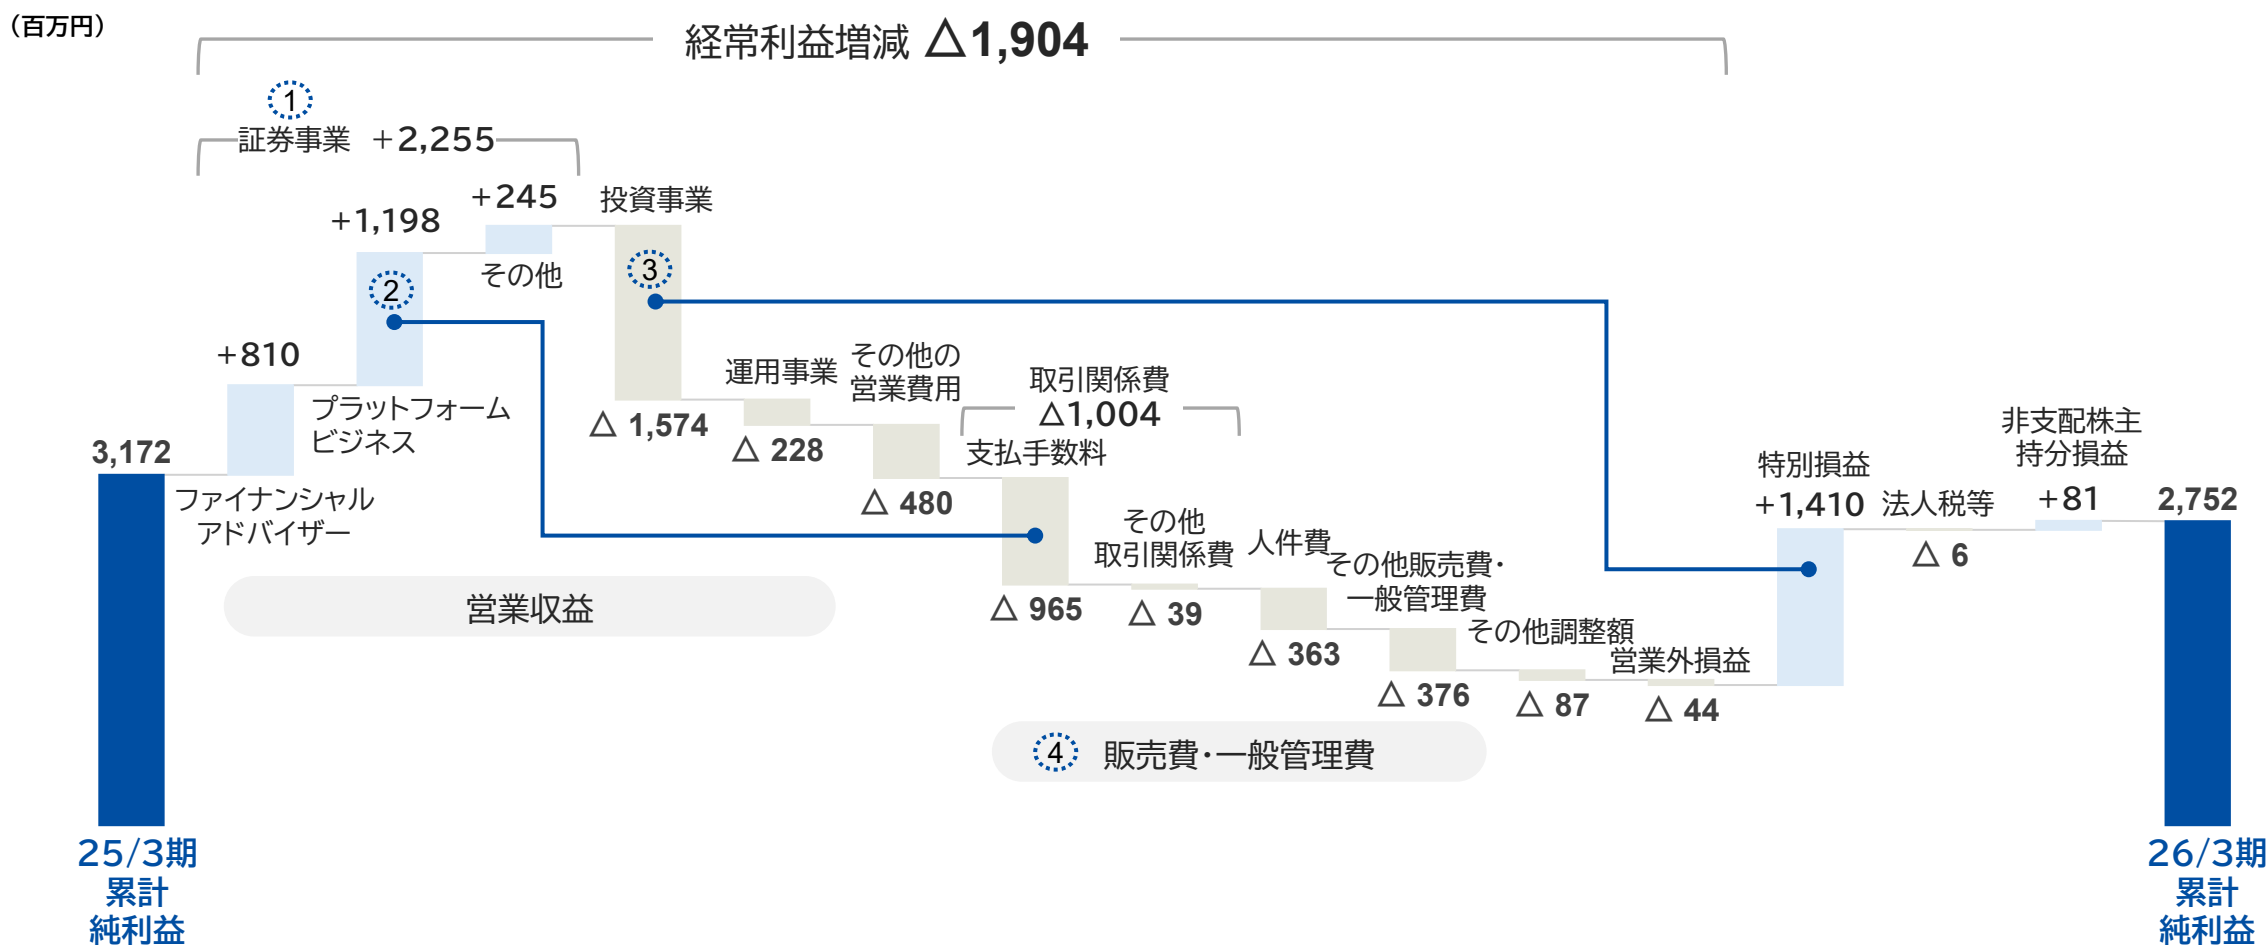 （百万円）
経常利益増減 △1,904
1
証券事業 ＋2,255
+810
ファイナンシャル
アドバイザー
+1,198
2
プラットフォーム
ビジネス
+245
その他
投資事業
3
△ 1,574
運用事業
△ 228
その他の
営業費用
△ 480
取引関係費
△1,004
支払手数料
△ 965
その他
取引関係費
△ 39
人件費
△ 363
その他販売費・
一般管理費
△ 376
その他調整額
△ 87
営業外損益
△ 44
特別損益
+1,410
法人税等
△ 6
非支配株主
持分損益
+81
3,172
2,752
営業収益
4 販売費・一般管理費
25/3期
累計
純利益
26/3期
累計
純利益